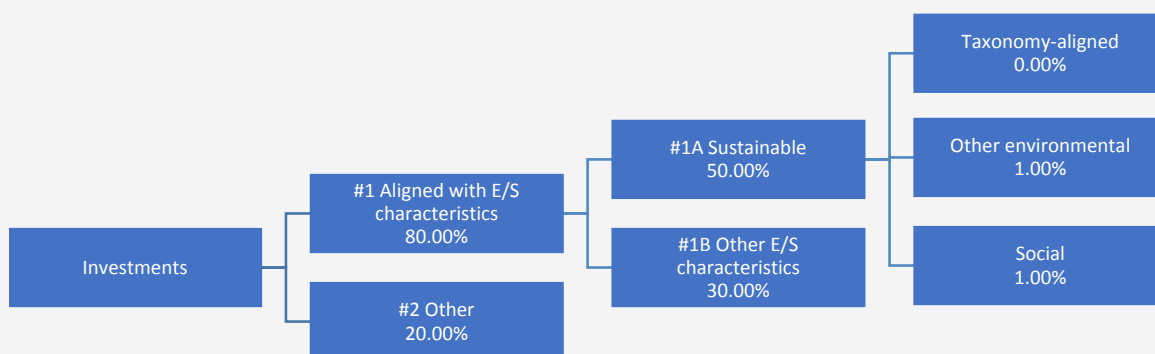 Investments
#1 Aligned with E/S
characteristics
80.00%
#2 Other
20.00%
#1A Sustainable
50.00%
#1B Other E/S
characteristics
30.00%
Taxonomy-aligned
0.00%
Other environmental
1.00%
Social
1.00%